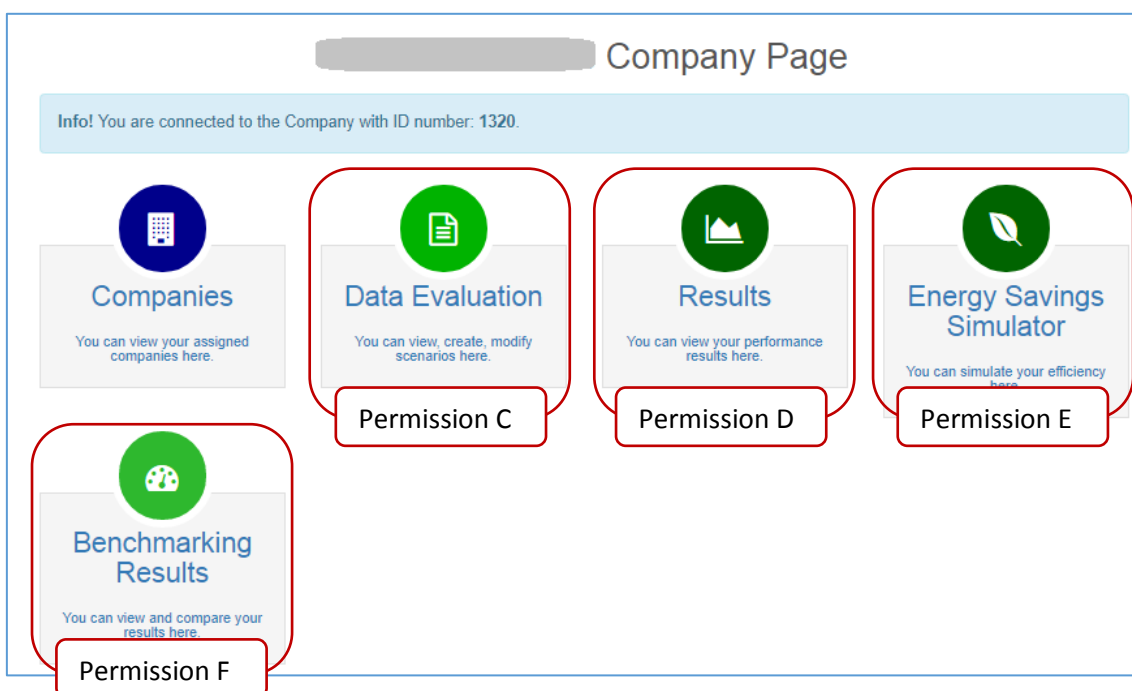 Company Page
Info! You are connected to the Company with ID number: 1320.
Companies
You can view your assigned
companies here.
Data Evaluation
You can view, create, modify
scenarios here.
Permission C
Results
You can view your performance
results here.
Permission D
Energy Savings
Simulator
You can simulate your efficiency
here.
Permission E
Benchmarking
Results
You can view and compare your
results here.
Permission F